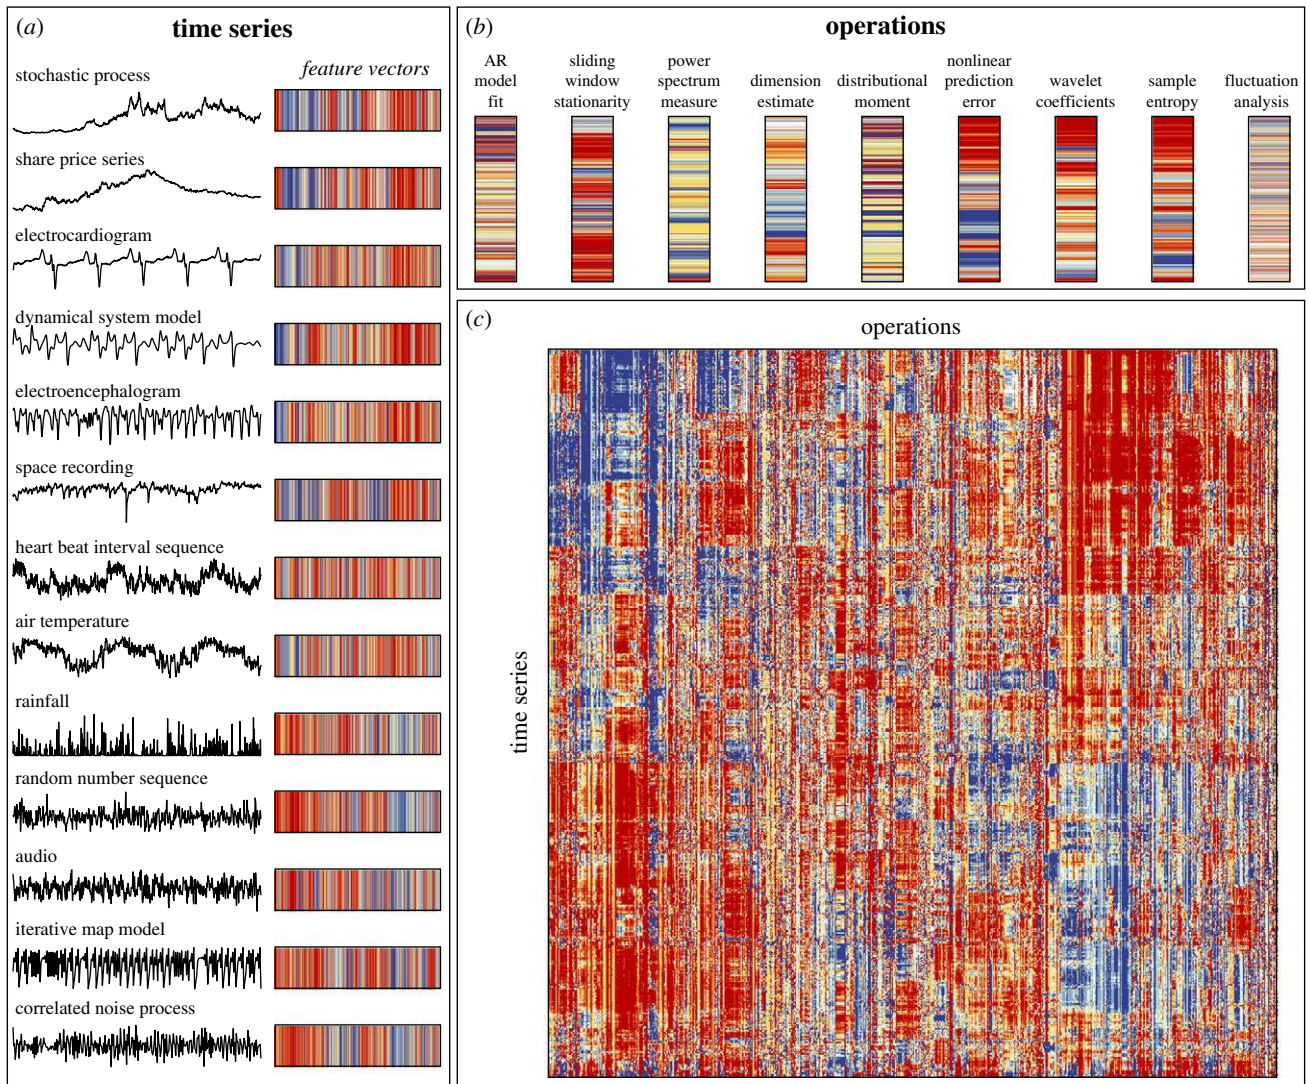 (a)
time series
feature vectors
stochastic process
share price series
electrocardiogram
dynamical system model
electroencephalogram
space recording
heart beat interval sequence
air temperature
rainfall
random number sequence
audio
iterative map model
correlated noise process
(b)
operations
AR
model
fit
sliding
window
stationarity
power
spectrum
measure
dimension
estimate
distributional
moment
nonlinear
prediction
error
wavelet
coefficients
sample
entropy
fluctuation
analysis
(c)
operations
time series